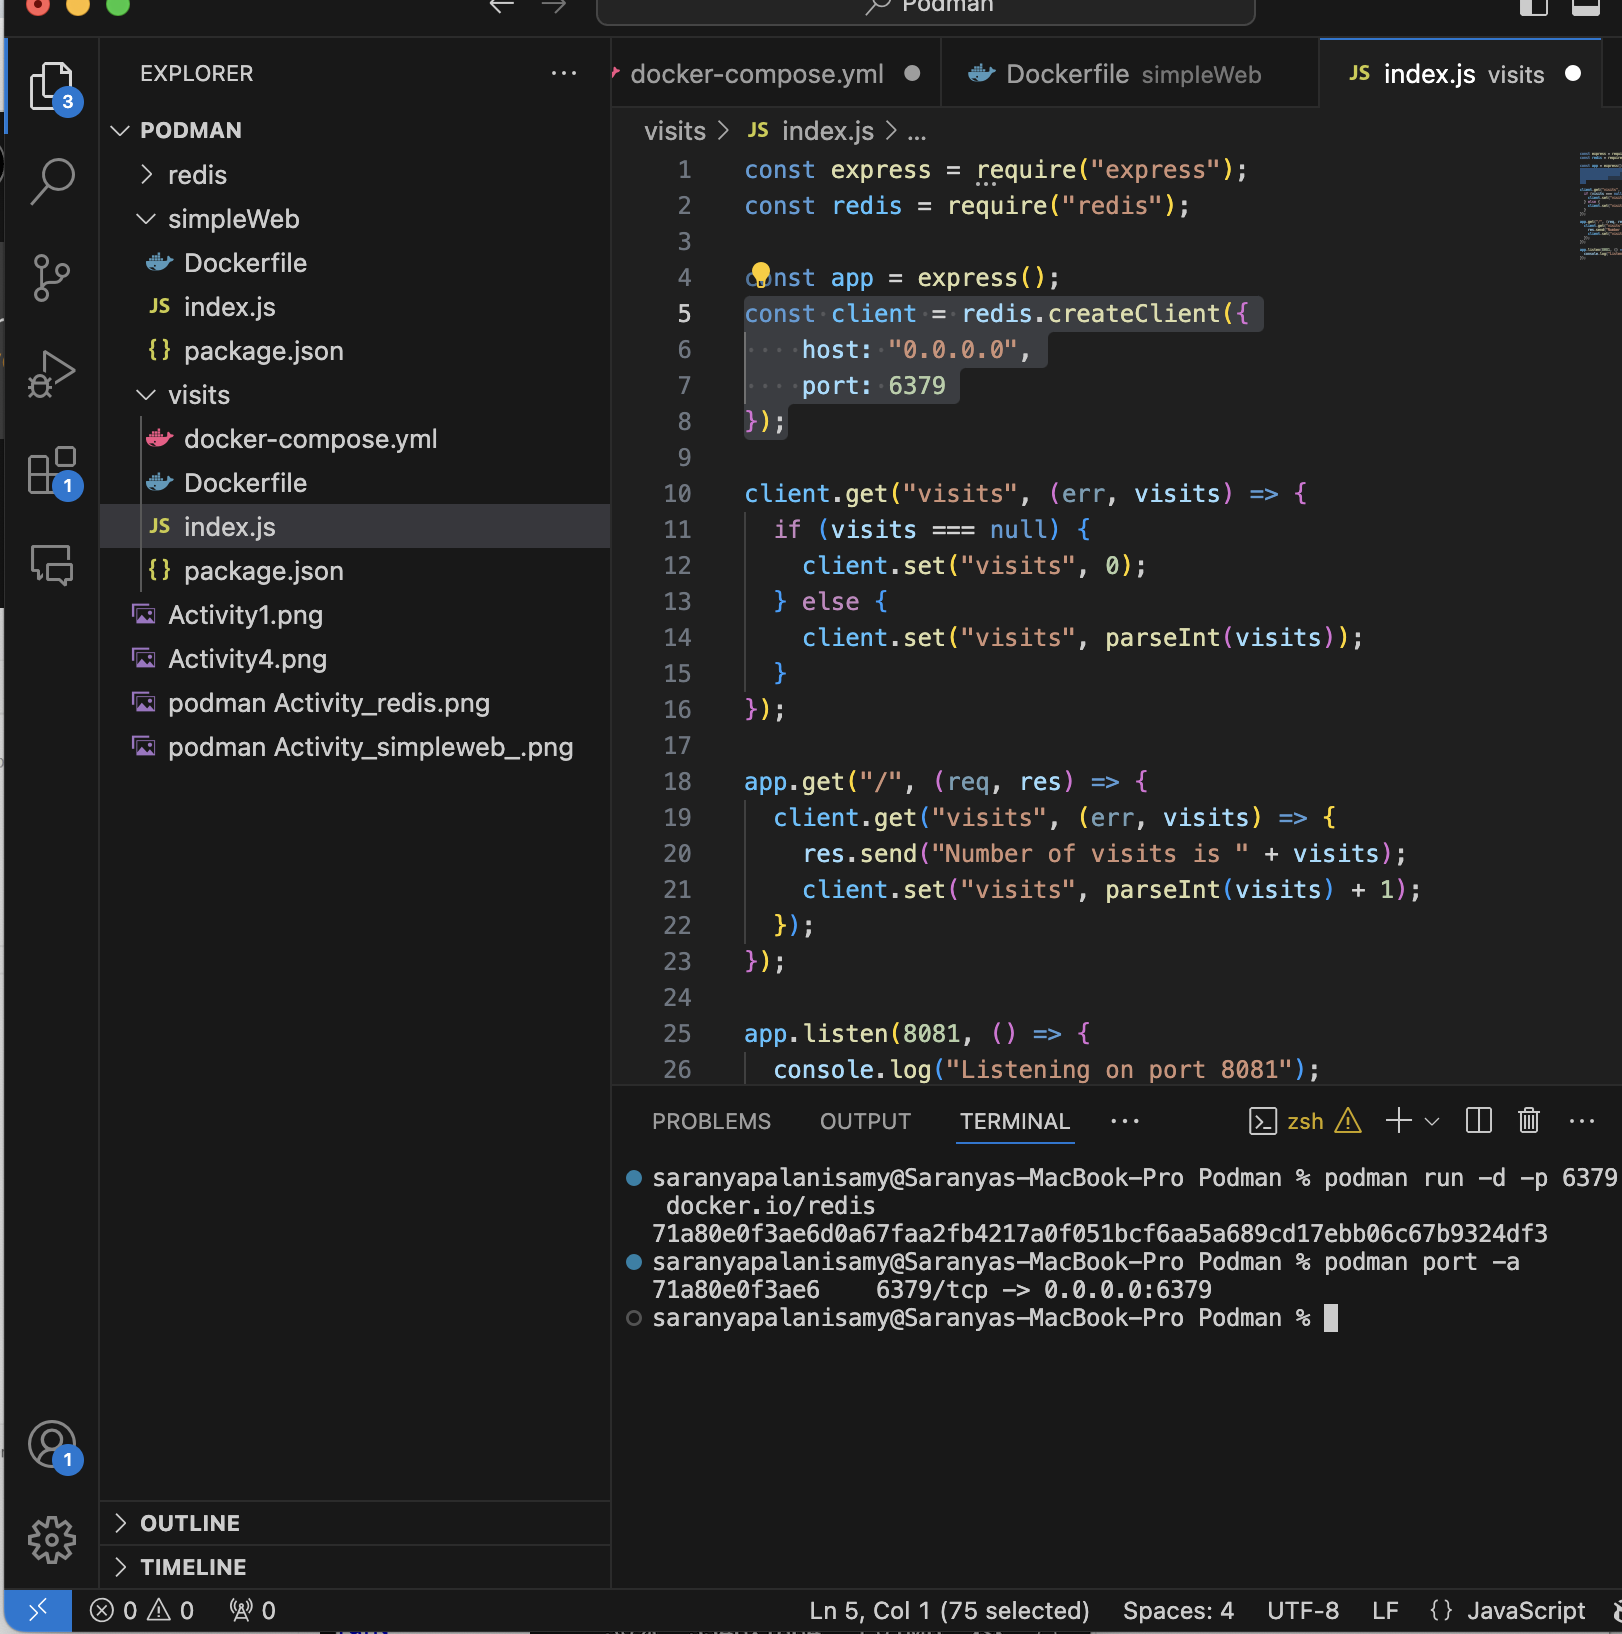 Podman
EXPLORER
PODMAN
redis
simpleWeb
Dockerfile
JS index.js
{} package.json
visits
docker-compose.yml
Dockerfile
JS index.js
{} package.json
Activity1.png
Activity4.png
podman Activity_redis.png
podman Activity_simpleweb_.png
OUTLINE
TIMELINE
3
1
1
docker-compose.yml
Dockerfile simpleWeb
JS index.js visits
visits > JS index.js > ...
1 const express = require("express");
2 const redis = require("redis");
3
4 const app = express();
5 const client = redis.createClient({
6 host: "0.0.0.0",
7 port: 6379
8 });
9
10 client.get("visits", (err, visits) => {
11 if (visits === null) {
12 client.set("visits", 0);
13 } else {
14 client.set("visits", parseInt(visits));
15 }
16 });
17
18 app.get("/", (req, res) => {
19 client.get("visits", (err, visits) => {
20 res.send("Number of visits is " + visits);
21 client.set("visits", parseInt(visits) + 1);
22 });
23 });
24
25 app.listen(8081, () => {
26 console.log("Listening on port 8081");
PROBLEMS OUTPUT TERMINAL ... zsh
saranyapalanisamy@Saranyas-MacBook-Pro Podman % podman run -d -p 6379
docker.io/redis
71a80e0f3ae6d0a67faa2fb4217a0f051bcf6aa5a689cd17ebb06c67b9324df3
saranyapalanisamy@Saranyas-MacBook-Pro Podman % podman port -a
71a80e0f3ae6 6379/tcp -> 0.0.0.0:6379
saranyapalanisamy@Saranyas-MacBook-Pro Podman %
0 0 0 Ln 5, Col 1 (75 selected) Spaces: 4 UTF-8 LF {} JavaScript